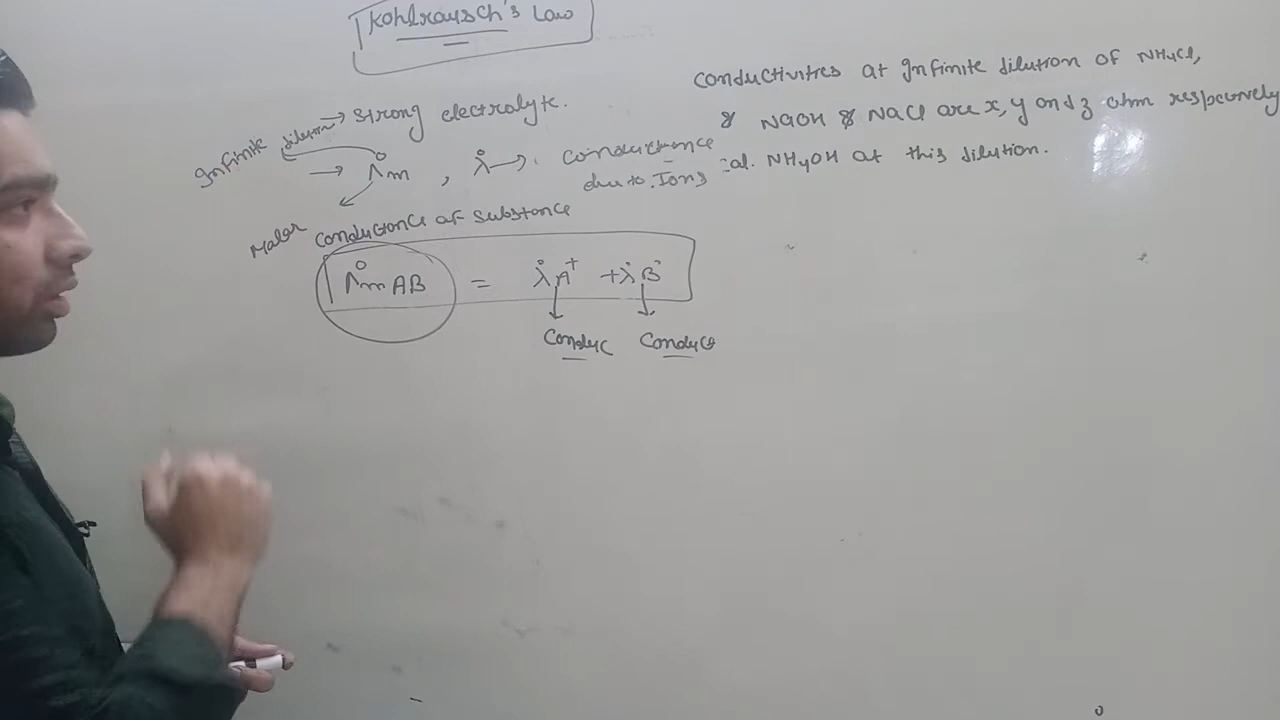 Kohlrausch's Law
→ Strong electrolyte.
Infinite dilution
→ Λ°m , λ° → conductance
due to Ions
Molar conductance of substance
Λ°m AB = λ°A⁺ + λ°B⁻
Conduc Conduct
conductivities at Infinite dilution of NH4Cl,
& NaOH & NaCl are x, y and z ohm respectively
cal. NH4OH at this dilution.